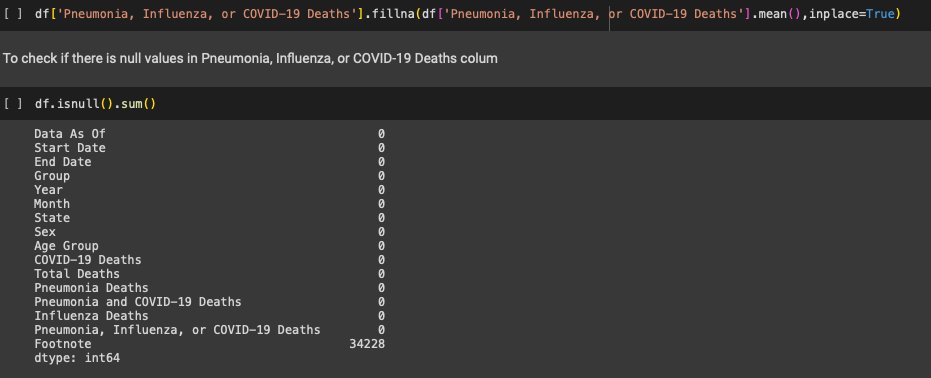 [ ] df['Pneumonia, Influenza, or COVID-19 Deaths'].fillna(df['Pneumonia, Influenza, or COVID-19 Deaths'].mean(),inplace=True)
To check if there is null values in Pneumonia, Influenza, or COVID-19 Deaths colum
[ ] df.isnull().sum()
Data As Of 0
Start Date 0
End Date 0
Group 0
Year 0
Month 0
State 0
Sex 0
Age Group 0
COVID-19 Deaths 0
Total Deaths 0
Pneumonia Deaths 0
Pneumonia and COVID-19 Deaths 0
Influenza Deaths 0
Pneumonia, Influenza, or COVID-19 Deaths 0
Footnote 34228
dtype: int64